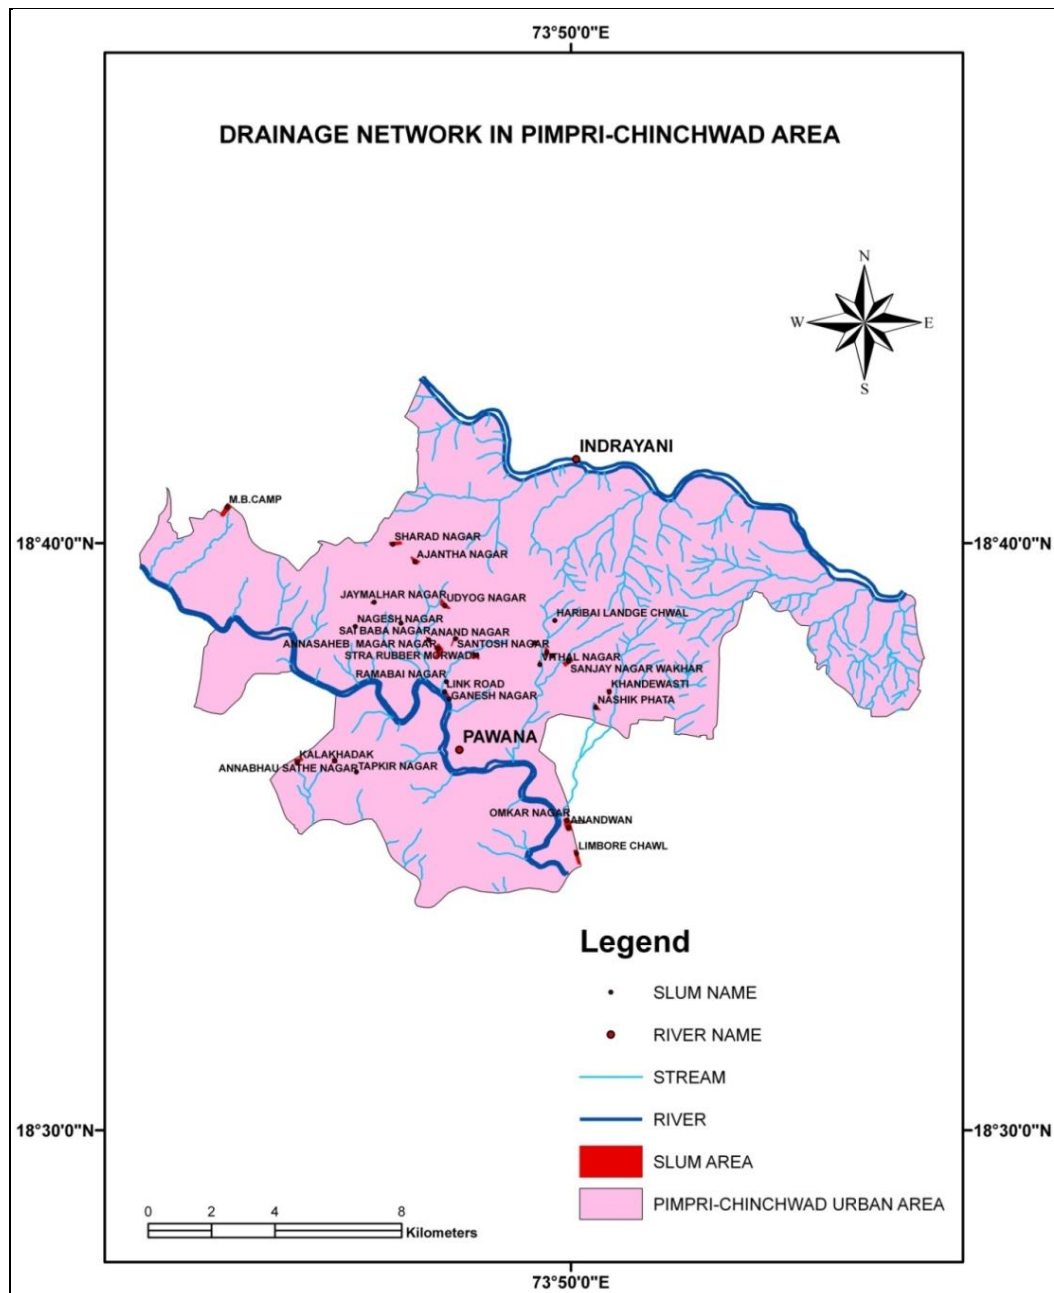 73°50'0"E
DRAINAGE NETWORK IN PIMPRI-CHINCHWAD AREA
N
W
E
S
INDRAYANI
M.B.CAMP
SHARAD NAGAR
18°40'0"N
18°40'0"N
AJANTHA NAGAR
JAYMALHAR NAGAR
UDYOG NAGAR
HARIBAI LANDGE CHWAL
NAGESH NAGAR
SAI BABA NAGAR
ANAND NAGAR
ANNASAHEB MAGAR NAGAR
SANTOSH NAGAR
STRA RUBBER MORWADI
VITHAL NAGAR
SANJAY NAGAR WAKHAR
RAMABAI NAGAR
LINK ROAD
KHANDEWASTI
GANESH NAGAR
NASHIK PHATA
PAWANA
KALAKHADAK
ANNABHAU SATHE NAGAR
TAPKIR NAGAR
OMKAR NAGAR
ANANDWAN
LIMBORE CHAWL
Legend
SLUM NAME
RIVER NAME
STREAM
RIVER
18°30'0"N
18°30'0"N
SLUM AREA
PIMPRI-CHINCHWAD URBAN AREA
0 2 4 8
Kilometers
73°50'0"E